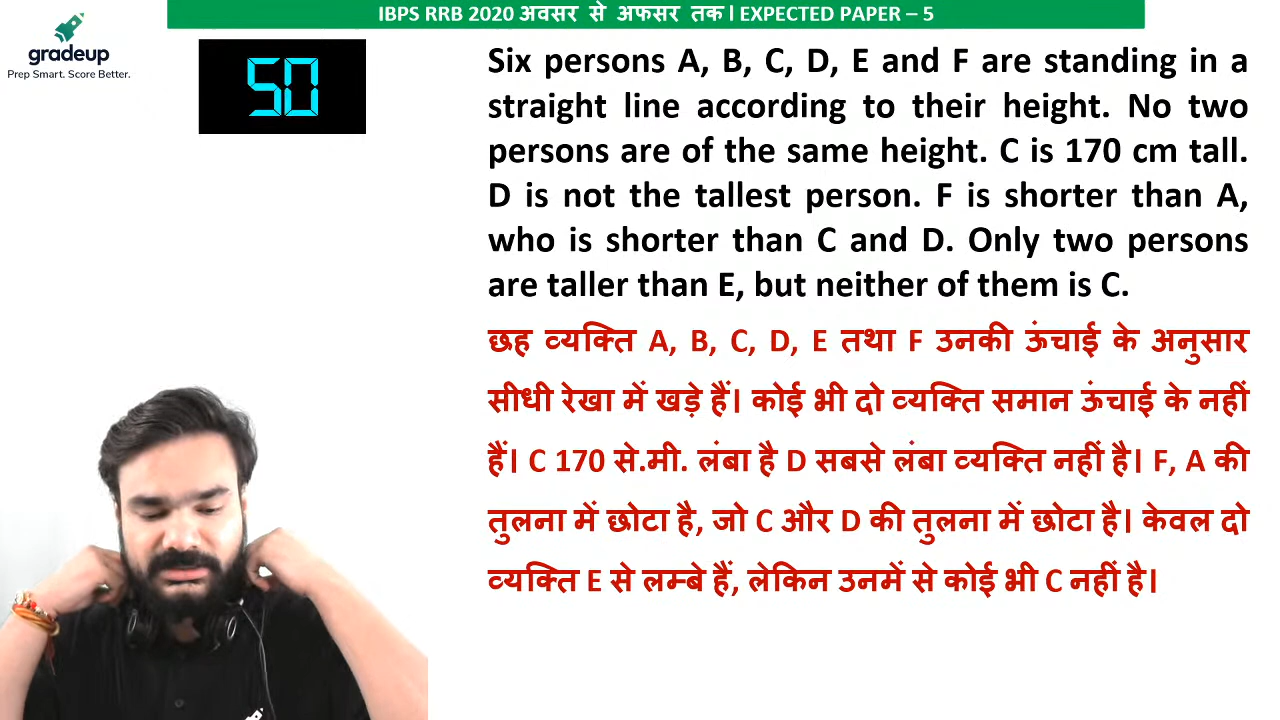 IBPS RRB 2020 अवसर से अफसर तक। EXPECTED PAPER – 5
gradeup
Prep Smart. Score Better.
50
Six persons A, B, C, D, E and F are standing in a
straight line according to their height. No two
persons are of the same height. C is 170 cm tall.
D is not the tallest person. F is shorter than A,
who is shorter than C and D. Only two persons
are taller than E, but neither of them is C.
छह व्यक्ति A, B, C, D, E तथा F उनकी ऊंचाई के अनुसार
सीधी रेखा में खड़े हैं। कोई भी दो व्यक्ति समान ऊंचाई के नहीं
हैं। C 170 से.मी. लंबा है D सबसे लंबा व्यक्ति नहीं है। F, A की
तुलना में छोटा है, जो C और D की तुलना में छोटा है। केवल दो
व्यक्ति E से लम्बे हैं, लेकिन उनमें से कोई भी C नहीं है।